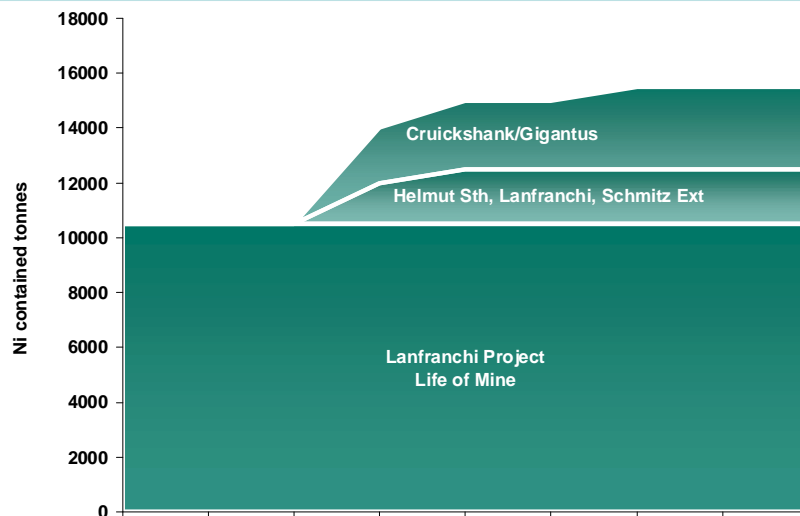 18000
16000
14000
12000
10000
8000
6000
4000
2000
0
Ni contained tonnes
Cruickshank/Gigantus
Helmut Sth, Lanfranchi, Schmitz Ext
Lanfranchi Project
Life of Mine